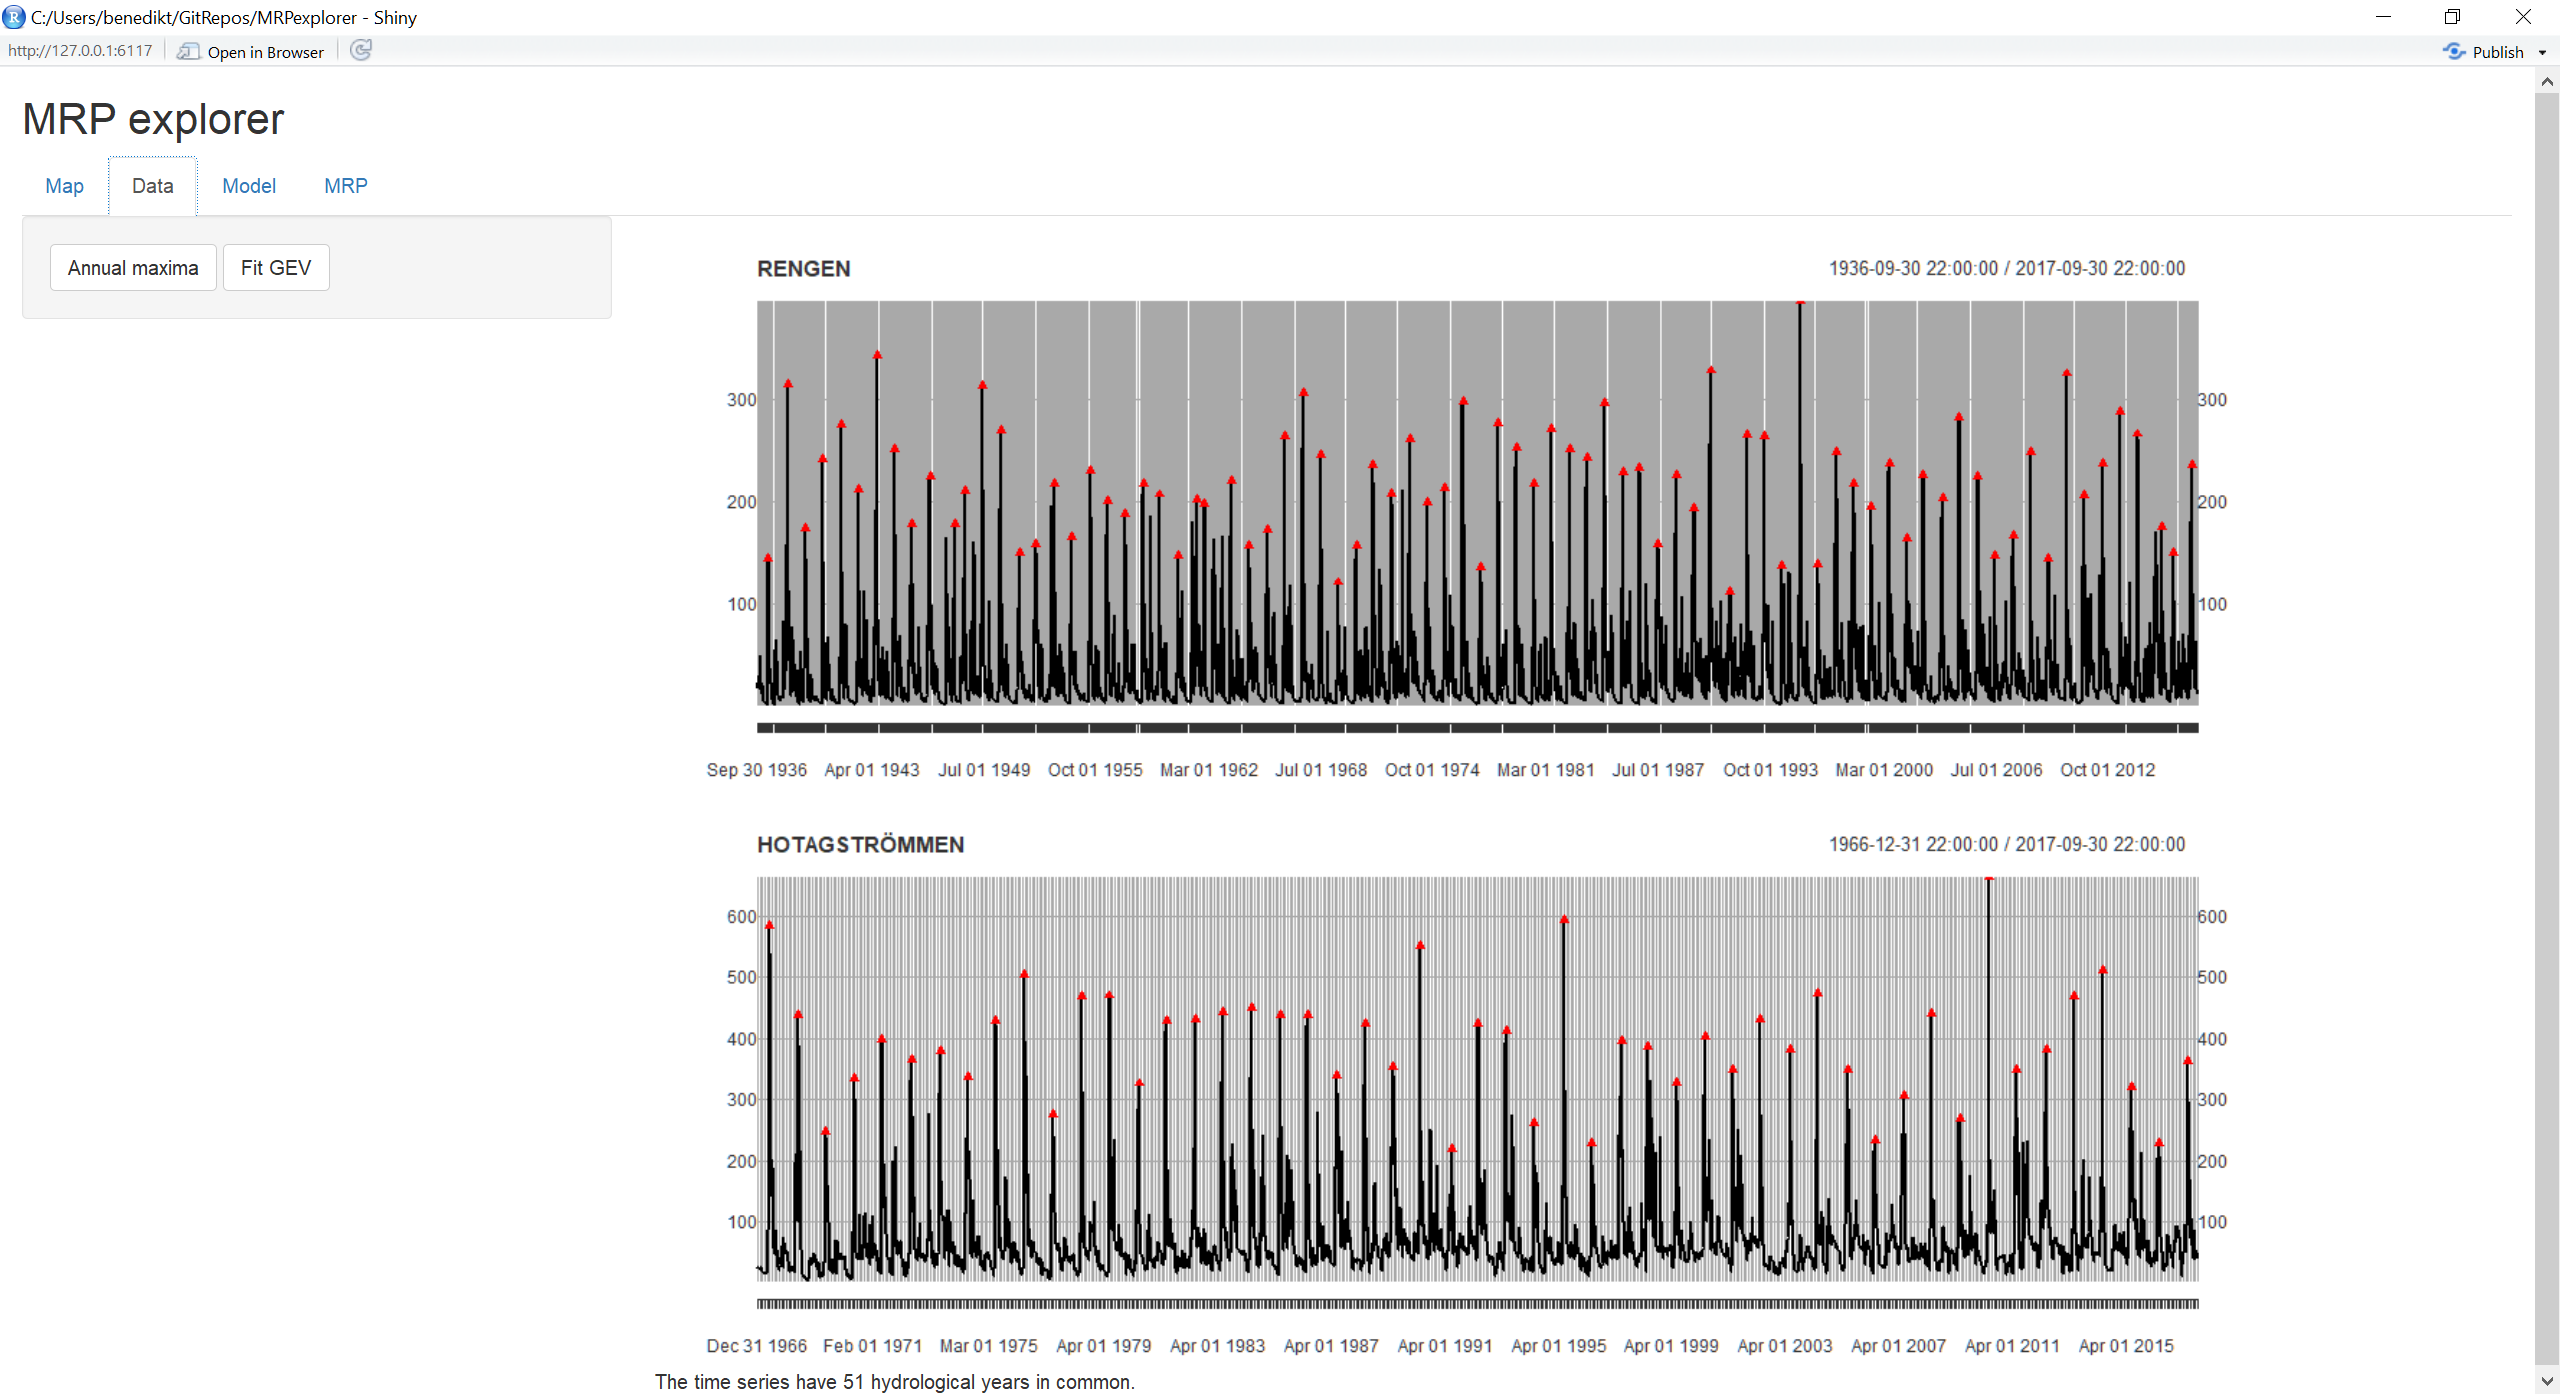 C:/Users/benedikt/GitRepos/MRPexplorer - Shiny
http://127.0.0.1:6117 Open in Browser Publish
MRP explorer
Map Data Model MRP
Annual maxima Fit GEV
RENGEN 1936-09-30 22:00:00 / 2017-09-30 22:00:00
300 300
200 200
100 100
Sep 30 1936 Apr 01 1943 Jul 01 1949 Oct 01 1955 Mar 01 1962 Jul 01 1968 Oct 01 1974 Mar 01 1981 Jul 01 1987 Oct 01 1993 Mar 01 2000 Jul 01 2006 Oct 01 2012
HOTAGSTRÖMMEN 1966-12-31 22:00:00 / 2017-09-30 22:00:00
600 600
500 500
400 400
300 300
200 200
100 100
Dec 31 1966 Feb 01 1971 Mar 01 1975 Apr 01 1979 Apr 01 1983 Apr 01 1987 Apr 01 1991 Apr 01 1995 Apr 01 1999 Apr 01 2003 Apr 01 2007 Apr 01 2011 Apr 01 2015
The time series have 51 hydrological years in common.